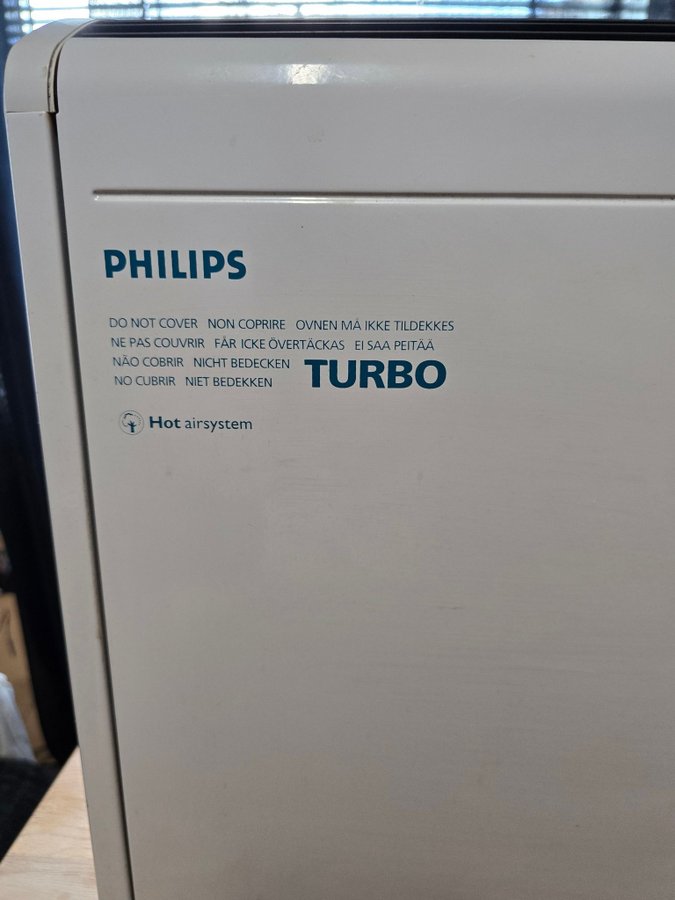 PHILIPS
DO NOT COVER NON COPRIRE OVNEN MÅ IKKE TILDEKKES
NE PAS COUVRIR FÅR ICKE ÖVERTÄCKAS EI SAA PEITÄÄ
NÃO COBRIR NICHT BEDECKEN TURBO
NO CUBRIR NIET BEDEKKEN
Hot airsystem